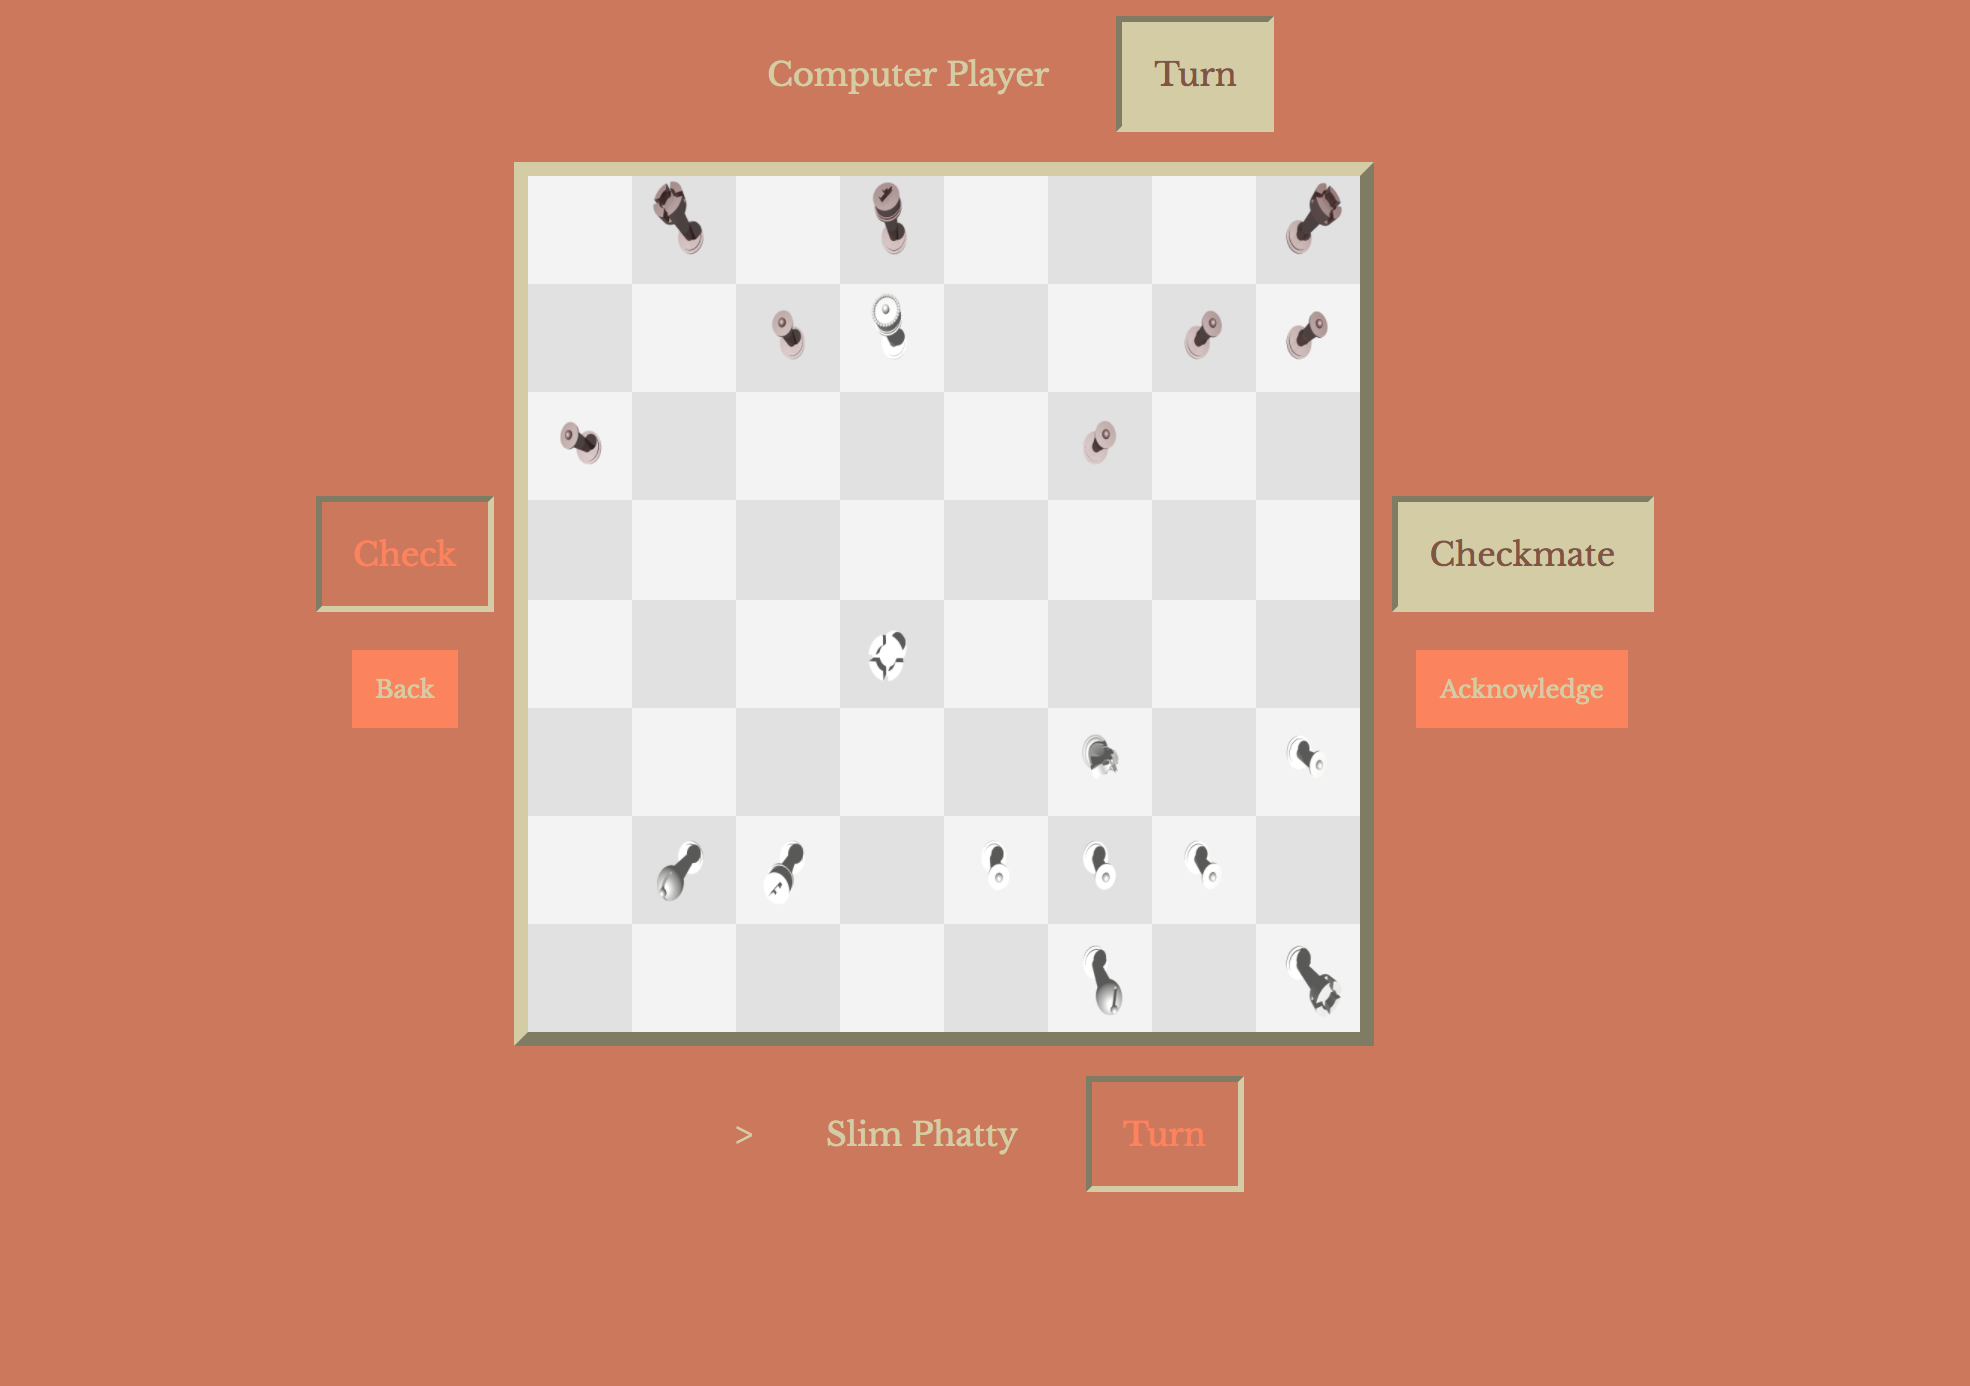 Computer Player
Turn
Check
Checkmate
Back
Acknowledge
> Slim Phatty
Turn